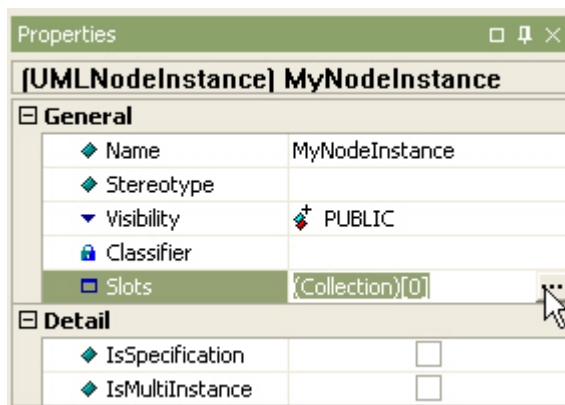 Properties
(UMLNodeInstance) MyNodeInstance
General
Name MyNodeInstance
Stereotype
Visibility PUBLIC
Classifier
Slots (Collection)[0] ...
Detail
IsSpecification
IsMultiInstance